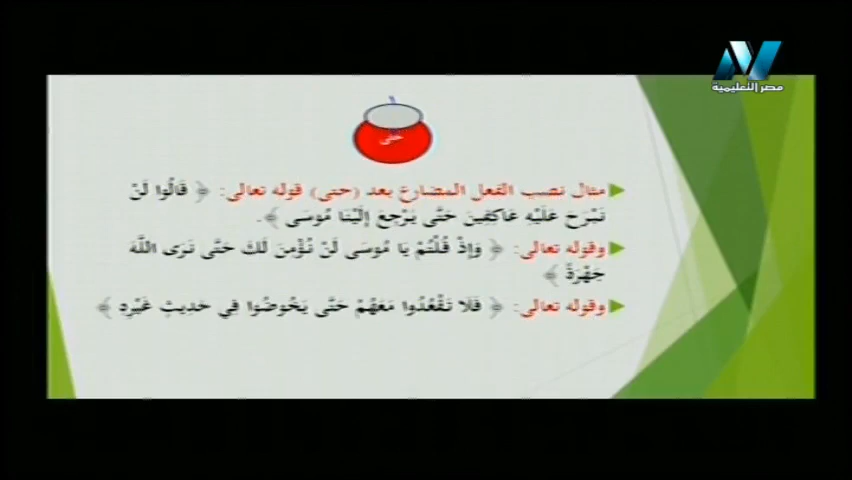 مصر التعليمية
حتى
مثال نصب الفعل المضارع بعد (حتى) قوله تعالى: ﴿ قَالُوا لَنْ
نَبْرَحَ عَلَيْهِ عَاكِفِينَ حَتَّى يَرْجِعَ إِلَيْنَا مُوسَى ﴾.
وقوله تعالى: ﴿ وَإِذْ قُلْتُمْ يَا مُوسَى لَنْ نُؤْمِنَ لَكَ حَتَّى نَرَى اللَّهَ
جَهْرَةً ﴾
وقوله تعالى: ﴿ فَلَا تَقْعُدُوا مَعَهُمْ حَتَّى يَخُوضُوا فِي حَدِيثٍ غَيْرِهِ ﴾